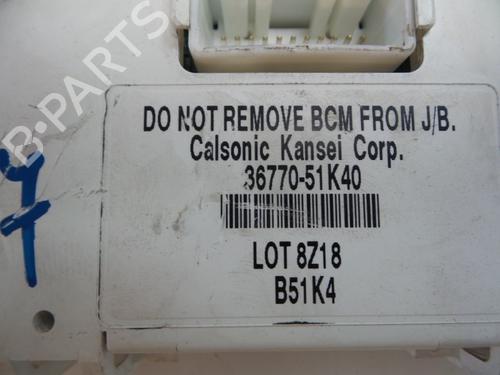 B-PARTS
DO NOT REMOVE BCM FROM J/B.
Calsonic Kansei Corp.
36770-51K40
LOT 8Z18
B51K4